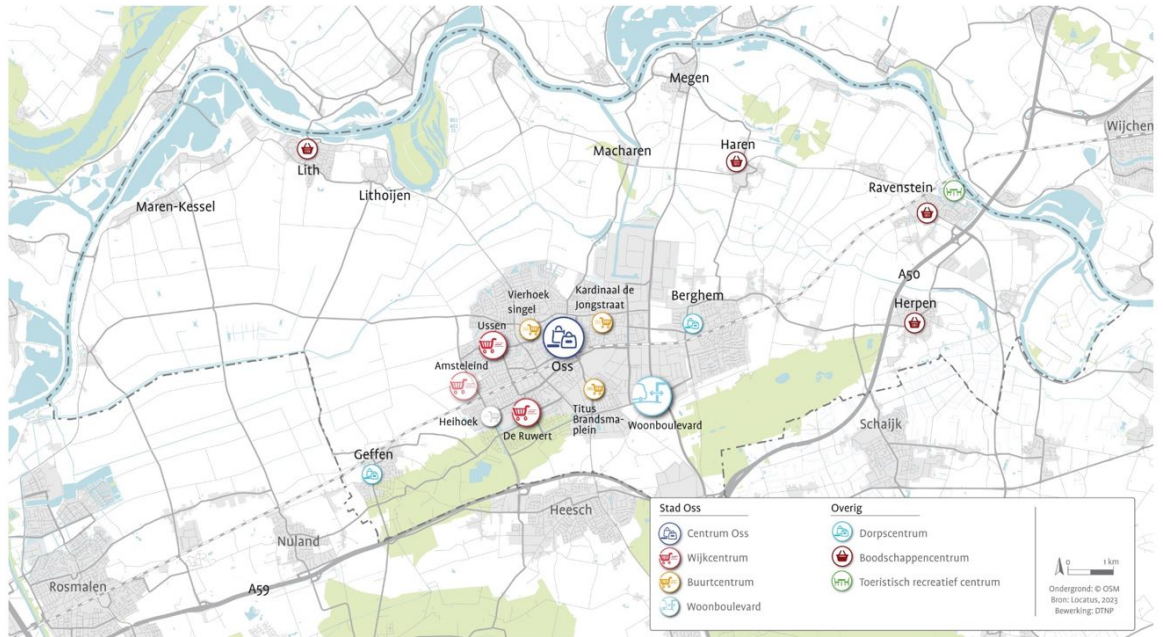 Megen
Wijchen
Macharen
Haren
Lith
Ravenstein
Lithoijen
Maren-Kessel
A50
Vierhoek
singel
Kardinaal de
Jongstraat
Berghem
Herpen
Ussen
Oss
Amsteleind
Heihoek
De Ruwert
Titus
Brandsma-
plein
Woonboulevard
Schaijk
Geffen
Heesch
Nuland
Rosmalen
A59
Stad Oss
Centrum Oss
Wijkcentrum
Buurtcentrum
Woonboulevard
Overig
Dorpscentrum
Boodschappencentrum
Toeristisch recreatief centrum
0 1 km
Ondergrond: © OSM
Bron: Locatus, 2023
Bewerking: DTNP